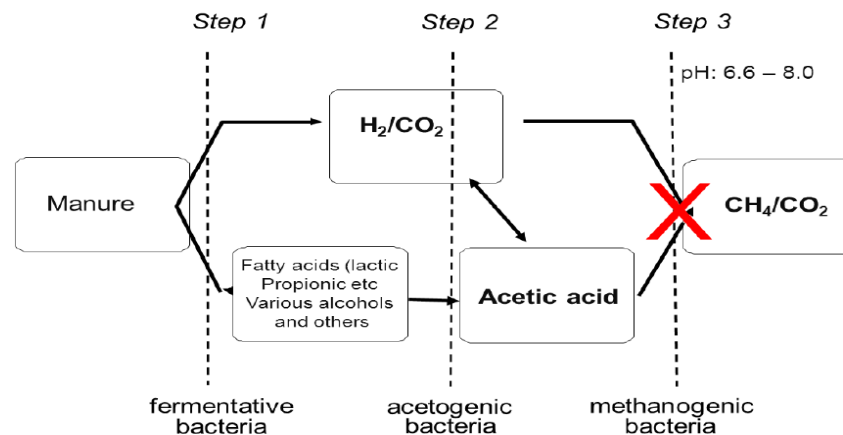 Step 1
Step 2
Step 3
pH: 6.6 – 8.0
H₂/CO₂
Manure
CH₄/CO₂
Fatty acids (lactic
Propionic etc
Various alcohols
and others
Acetic acid
fermentative
bacteria
acetogenic
bacteria
methanogenic
bacteria